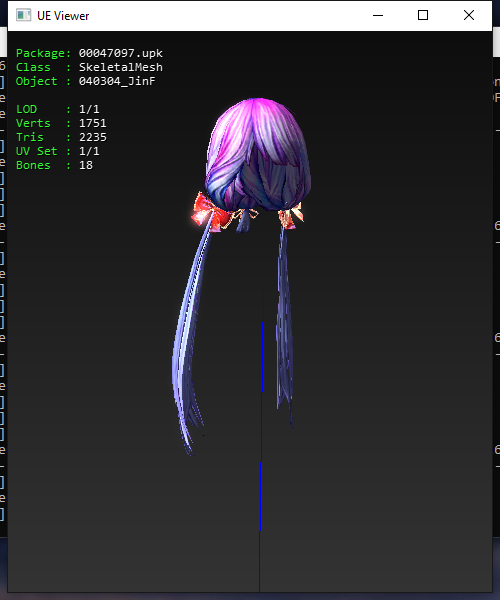 UE Viewer
Package: 00047097.upk
Class  : SkeletalMesh
Object : 040304_JinF
LOD    : 1/1
Verts  : 1751
Tris   : 2235
UV Set : 1/1
Bones  : 18